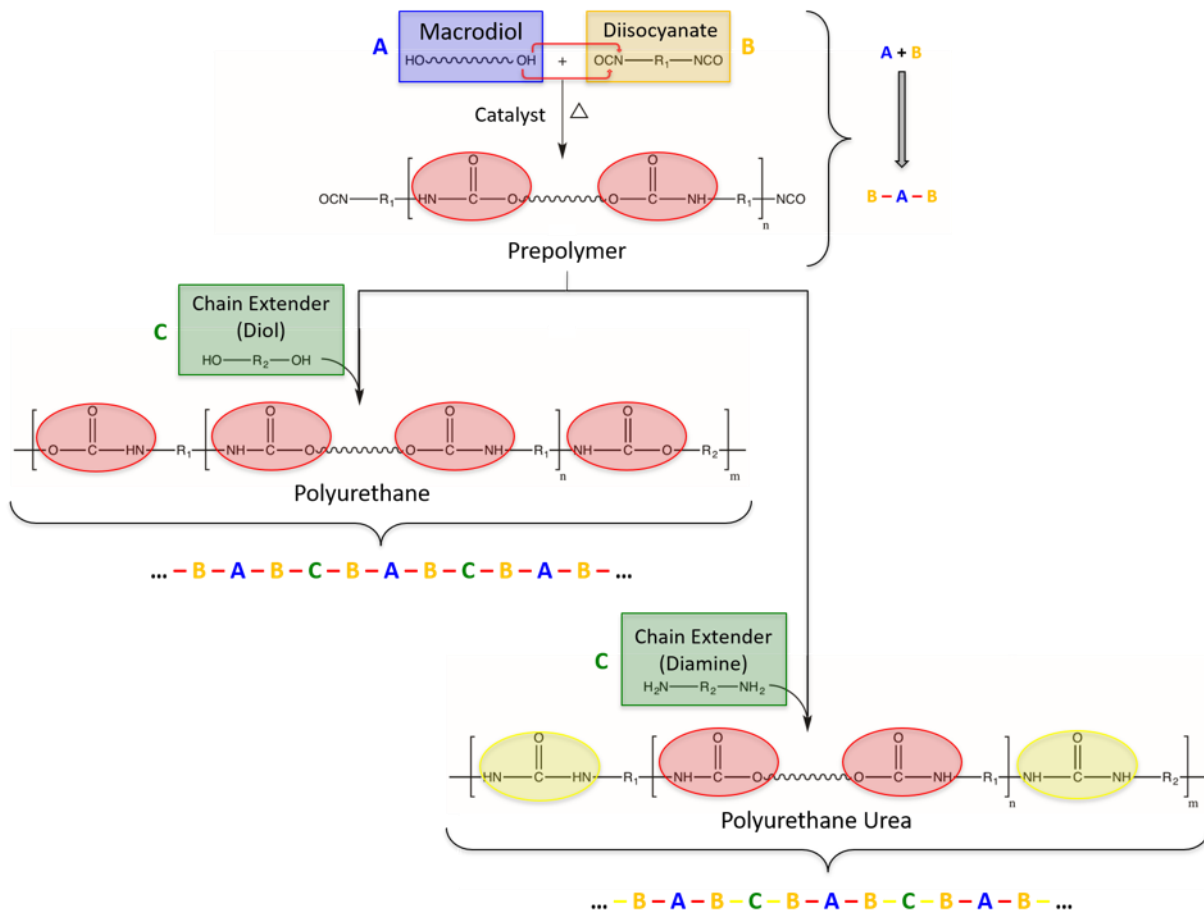 A
Macrodiol
HO OH
+
Diisocyanate
OCN R1 NCO
B
A + B
Catalyst △
B – A – B
O O
OCN R1 HN C O O C NH R1 NCO
n
Prepolymer
Chain Extender
(Diol)
HO R2 OH
C
O O O O
O C HN R1 NH C O O C NH R1 NH C O R2
n m
Polyurethane
... – B – A – B – C – B – A – B – C – B – A – B – ...
Chain Extender
(Diamine)
H2N R2 NH2
C
O O O O
HN C HN R1 NH C O O C NH R1 NH C NH R2
n m
Polyurethane Urea
... – B – A – B – C – B – A – B – C – B – A – B – ...